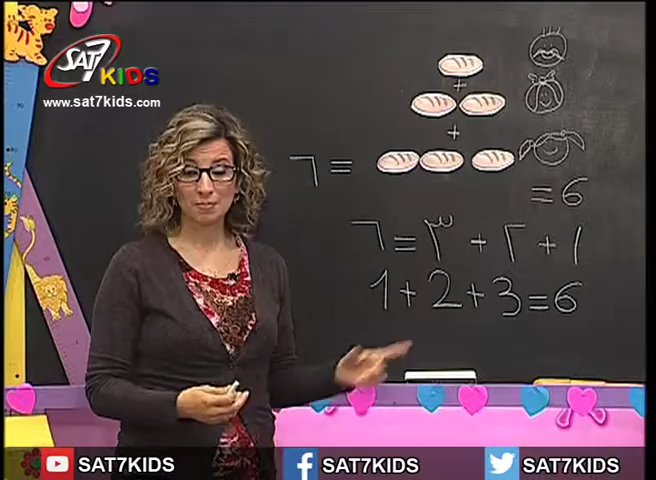 SAT7 KIDS
www.sat7kids.com
+
+
٦ =
= 6
٦ = ٣ + ٢ + ١
1+2+3=6
SAT7KIDS SAT7KIDS SAT7KIDS